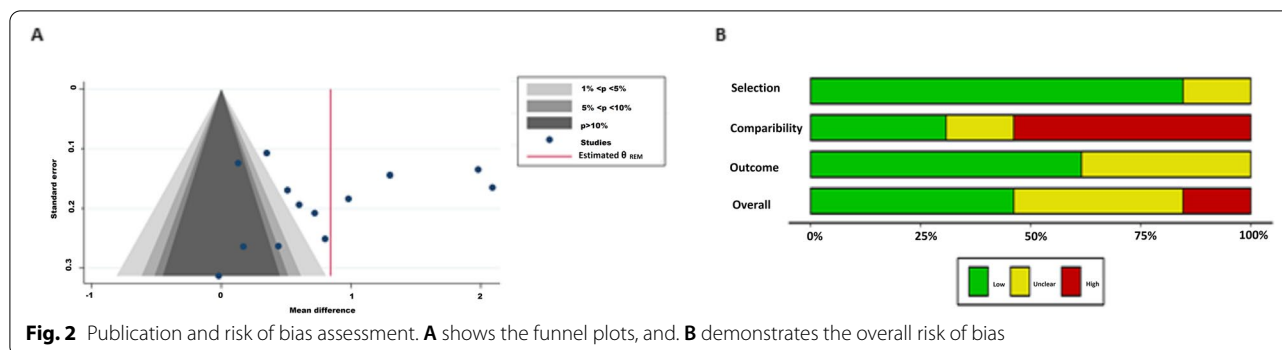 A
0
0.1
0.2
0.3
Standard error
-1
0
1
2
Mean difference
1% <p <5%
5% <p <10%
p>10%
Studies
Estimated θ REM
B
Selection
Comparibility
Outcome
Overall
0% 25% 50% 75% 100%
Low Unclear High
Fig. 2 Publication and risk of bias assessment. A shows the funnel plots, and. B demonstrates the overall risk of bias